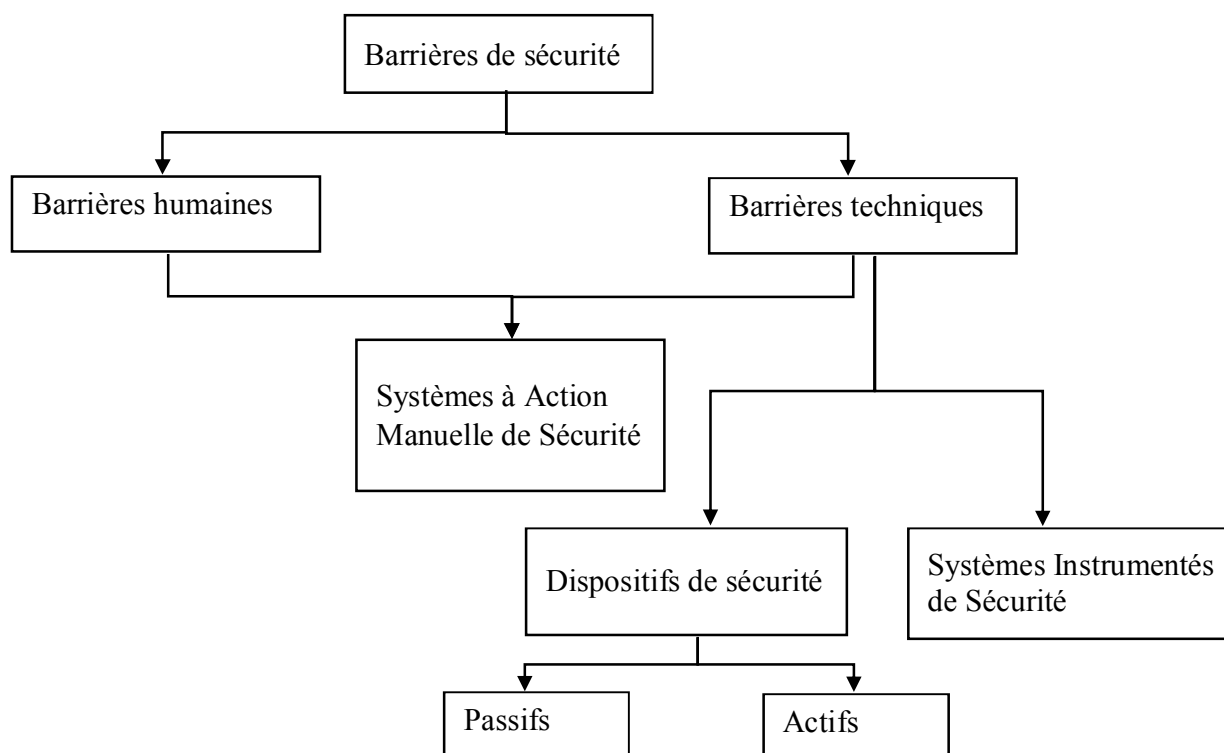 Barrières de sécurité
Barrières humaines
Barrières techniques
Systèmes à Action
Manuelle de Sécurité
Dispositifs de sécurité
Systèmes Instrumentés
de Sécurité
Passifs
Actifs